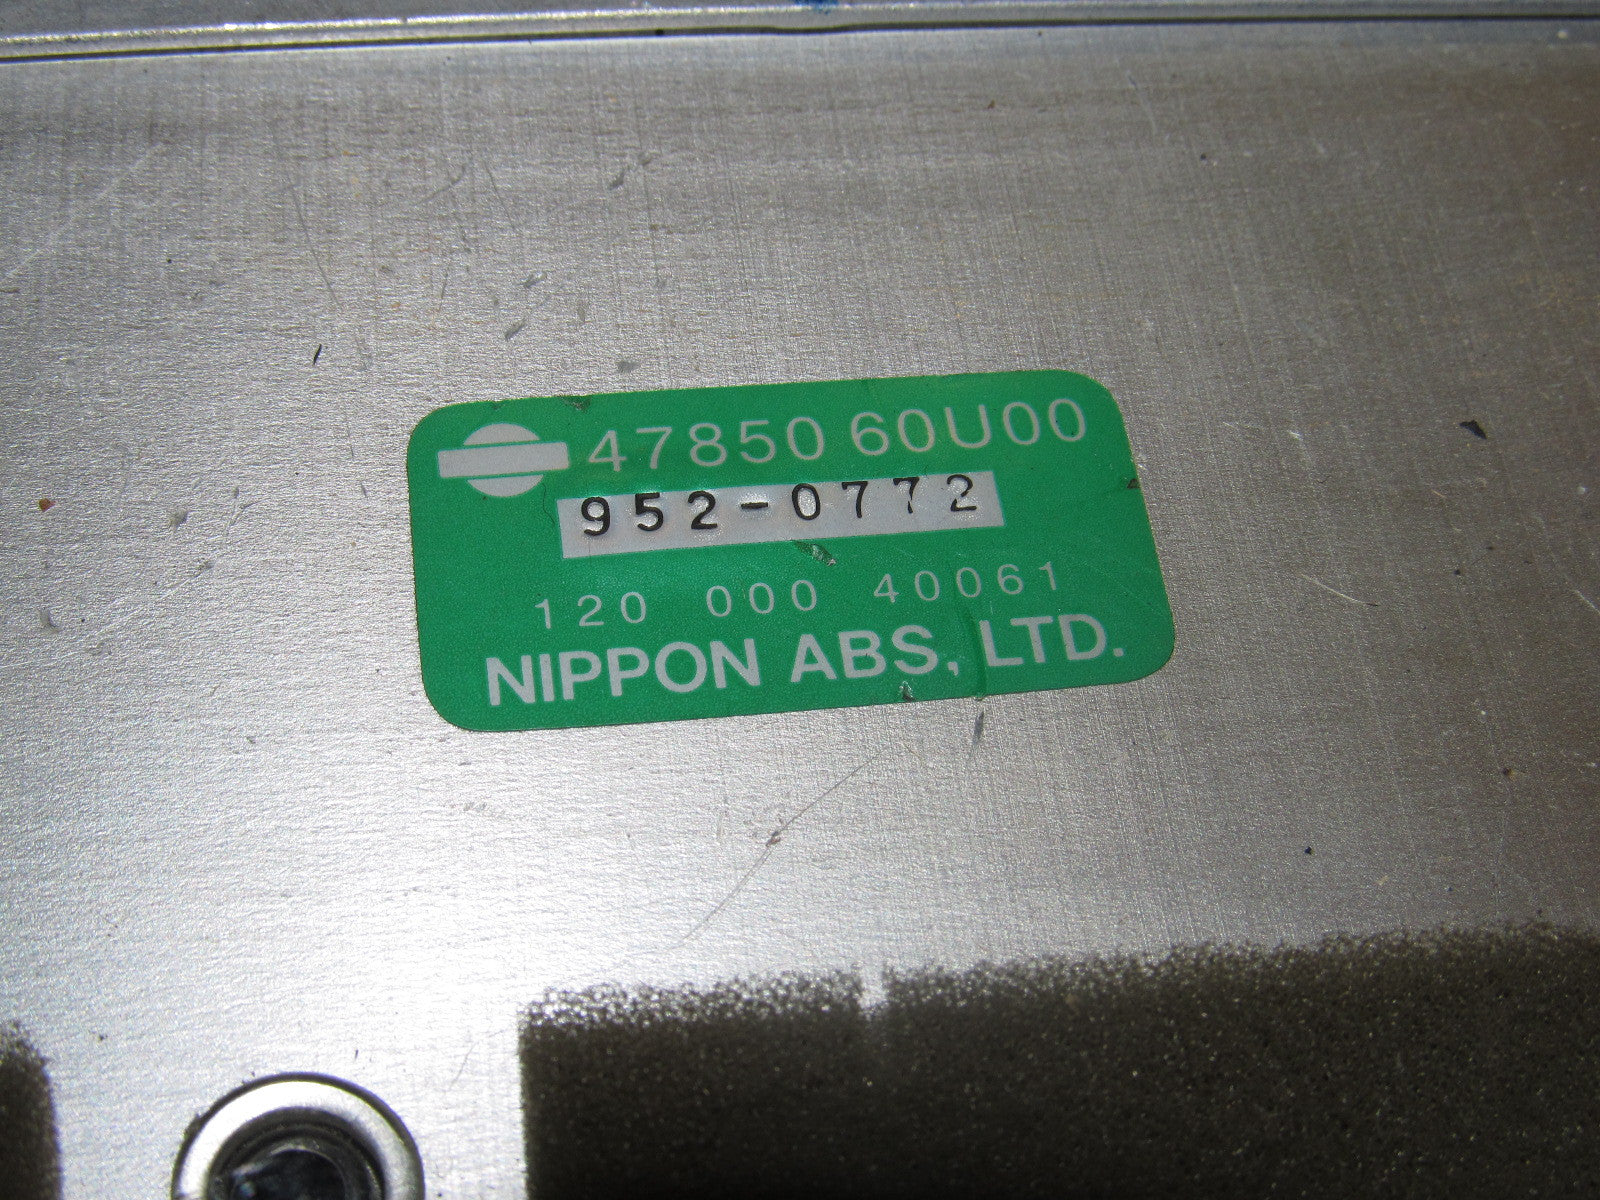 47850 60U00
952-0772
120 000 40061
NIPPON ABS, LTD.